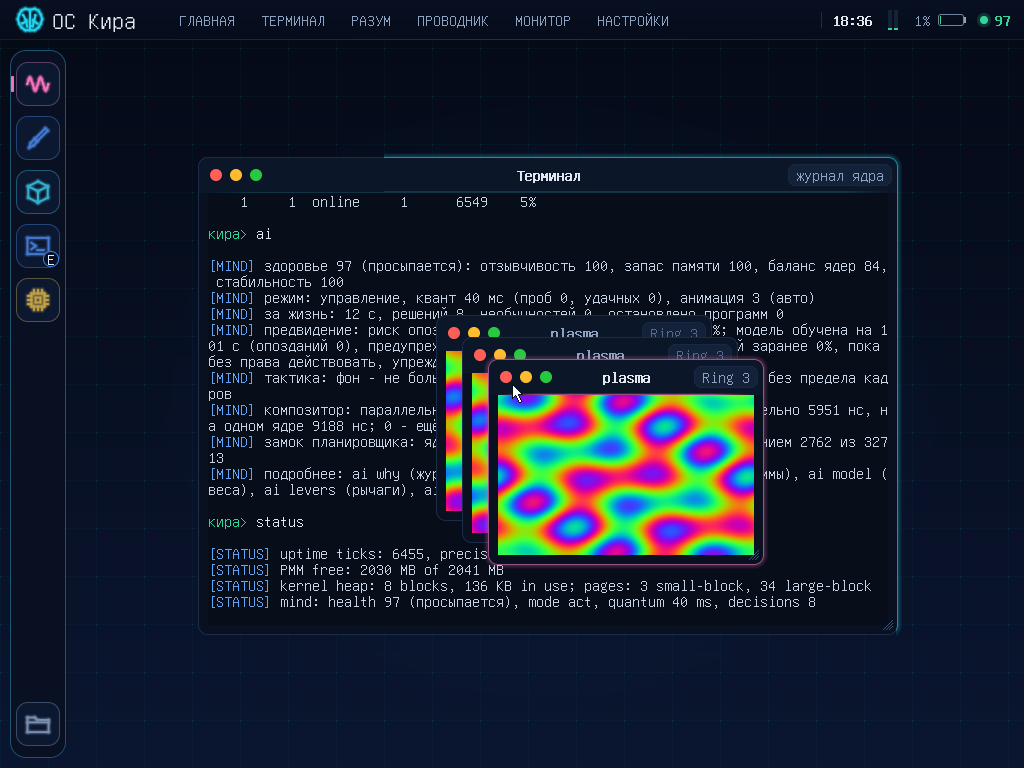 ОС Кира
ГЛАВНАЯ ТЕРМИНАЛ РАЗУМ ПРОВОДНИК МОНИТОР НАСТРОЙКИ
18:36 1% 97
Терминал
журнал ядра
1 1 online 1 6549 5%
кира> ai
[MIND] здоровье 97 (просыпается): отзывчивость 100, запас памяти 100, баланс ядер 84,
стабильность 100
[MIND] режим: управление, квант 40 мс (проб 0, удачных 0), анимация 3 (авто)
[MIND] за жизнь: 12 с, решений 8, необычностей 0, остановлено программ 0
[MIND] предвидение: риск %; модель обучена на 1
01 с (опозданий 0), заранее 0%, пока
без права действовать,
[MIND] тактика: фон - не без предела кад
ров
[MIND] композитор: 5951 нс, н
а одном ядре 9188 нс; 0 -
[MIND] замок планировщика: 2762 из 327
13
[MIND] подробнее: ai why ai model (
веса), ai levers (рычаги),
plasma
Ring 3
plasma
Ring 3
plasma
Ring 3
кира> status
[STATUS] uptime ticks: 6455,
[STATUS] PMM free: 2030 MB of 2041 MB
[STATUS] kernel heap: 8 blocks, 136 KB in use; pages: 3 small-block, 34 large-block
[STATUS] mind: health 97 (просыпается), mode act, quantum 40 ms, decisions 8
E